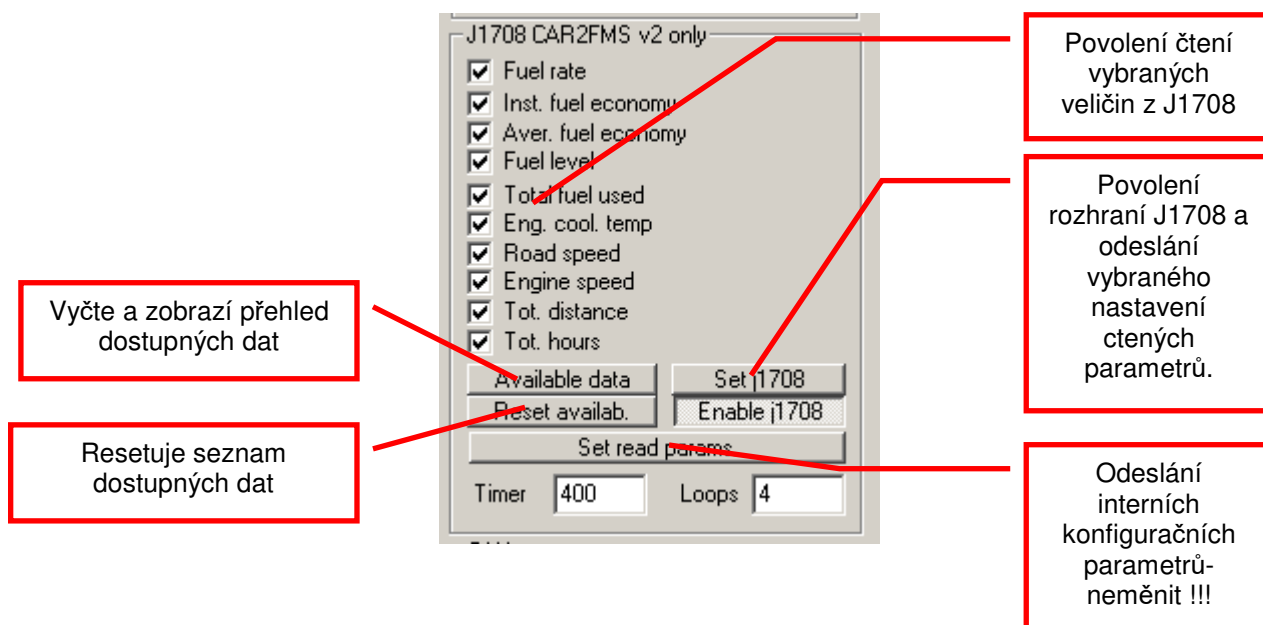 J1708 CAR2FMS v2 only
Fuel rate
Inst. fuel economy
Aver. fuel economy
Fuel level
Total fuel used
Eng. cool. temp
Road speed
Engine speed
Tot. distance
Tot. hours
Available data
Set j1708
Reset availab.
Enable j1708
Set read params
Timer 400
Loops 4
Vyčte a zobrazí přehled
dostupných dat
Resetuje seznam
dostupných dat
Povolení čtení
vybraných
veličin z J1708
Povolení
rozhraní J1708 a
odeslání
vybraného
nastavení
ctených
parametrů.
Odeslání
interních
konfiguračních
parametrů-
neměnit !!!